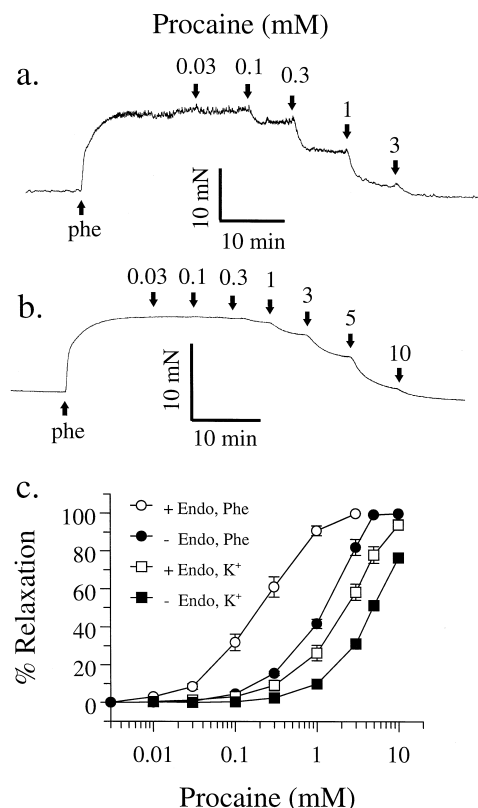 Procaine (mM)
a.
0.03 0.1 0.3 1 3
phe
10 mN
10 min
b.
0.03 0.1 0.3 1 3 5 10
phe
10 mN
10 min
c.
+ Endo, Phe
- Endo, Phe
+ Endo, K⁺
- Endo, K⁺
% Relaxation
100
80
60
40
20
0
0.01 0.1 1 10
Procaine (mM)